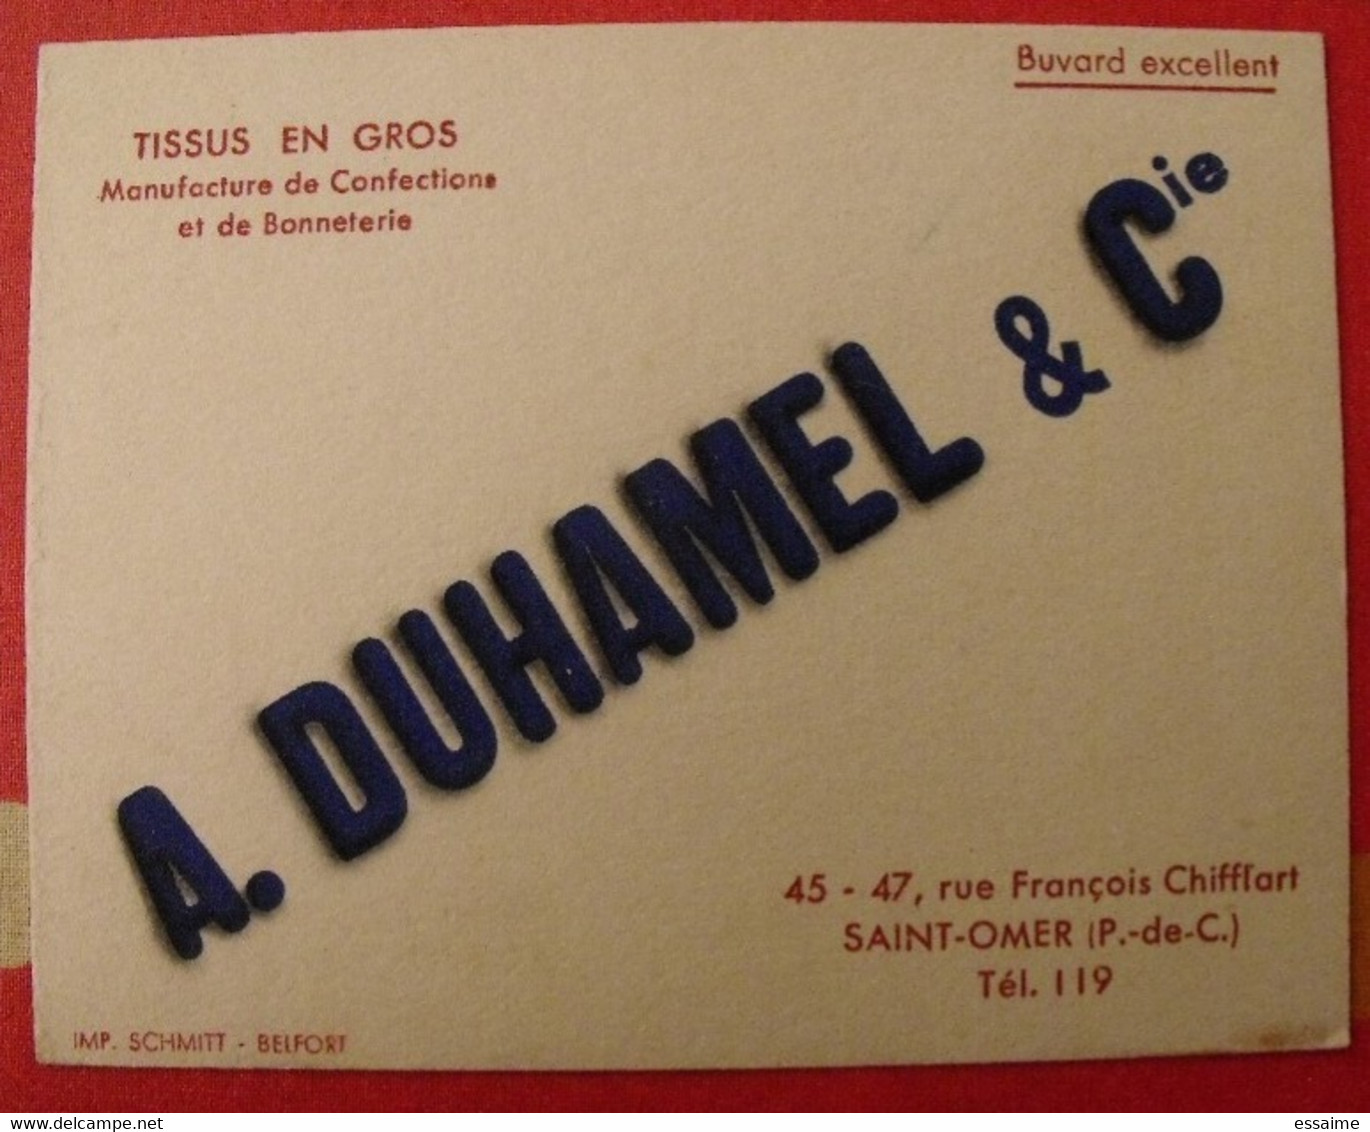 Buvard excellent
TISSUS EN GROS
Manufacture de Confections
et de Bonneterie
A. DUHAMEL & Cie
45 - 47, rue François Chifflart
SAINT-OMER (P.-de-C.)
Tél. 119
IMP. SCHMITT - BELFORT
www.delcampe.net
essaime